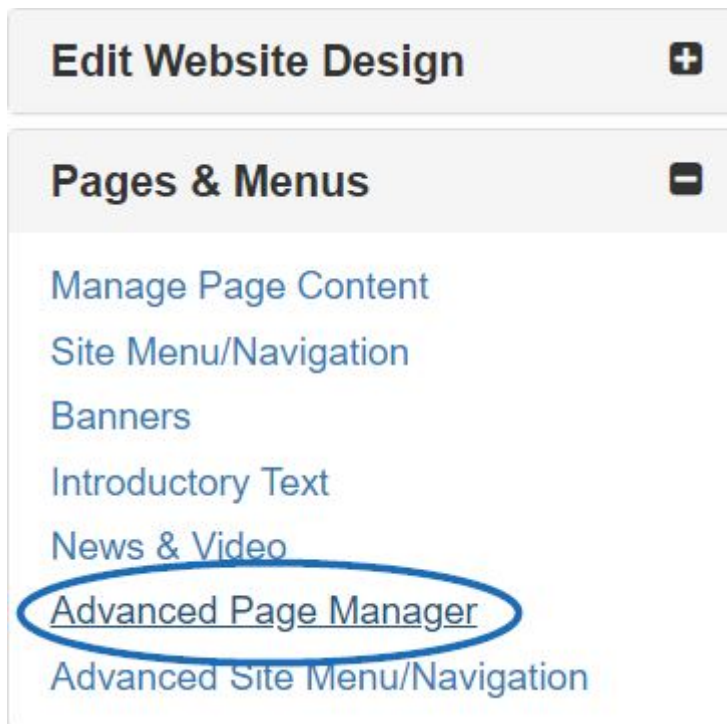 Edit Website Design
Pages & Menus
Manage Page Content
Site Menu/Navigation
Banners
Introductory Text
News & Video
Advanced Page Manager
Advanced Site Menu/Navigation